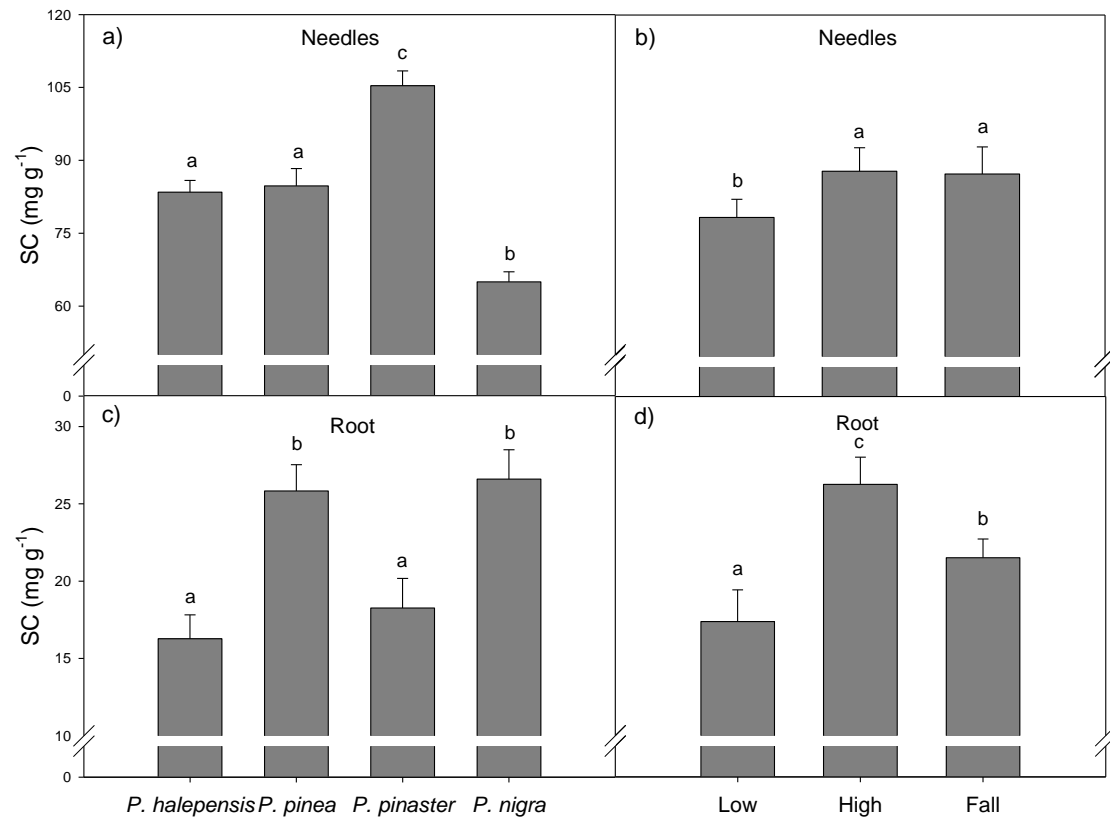 a)
Needles
SC (mg g-1)
120
105
90
75
60
0
a
a
c
b
b)
Needles
b
a
a
c)
Root
SC (mg g-1)
30
25
20
15
10
0
a
b
a
b
P. halepensis P. pinea P. pinaster P. nigra
d)
Root
a
c
b
Low High Fall